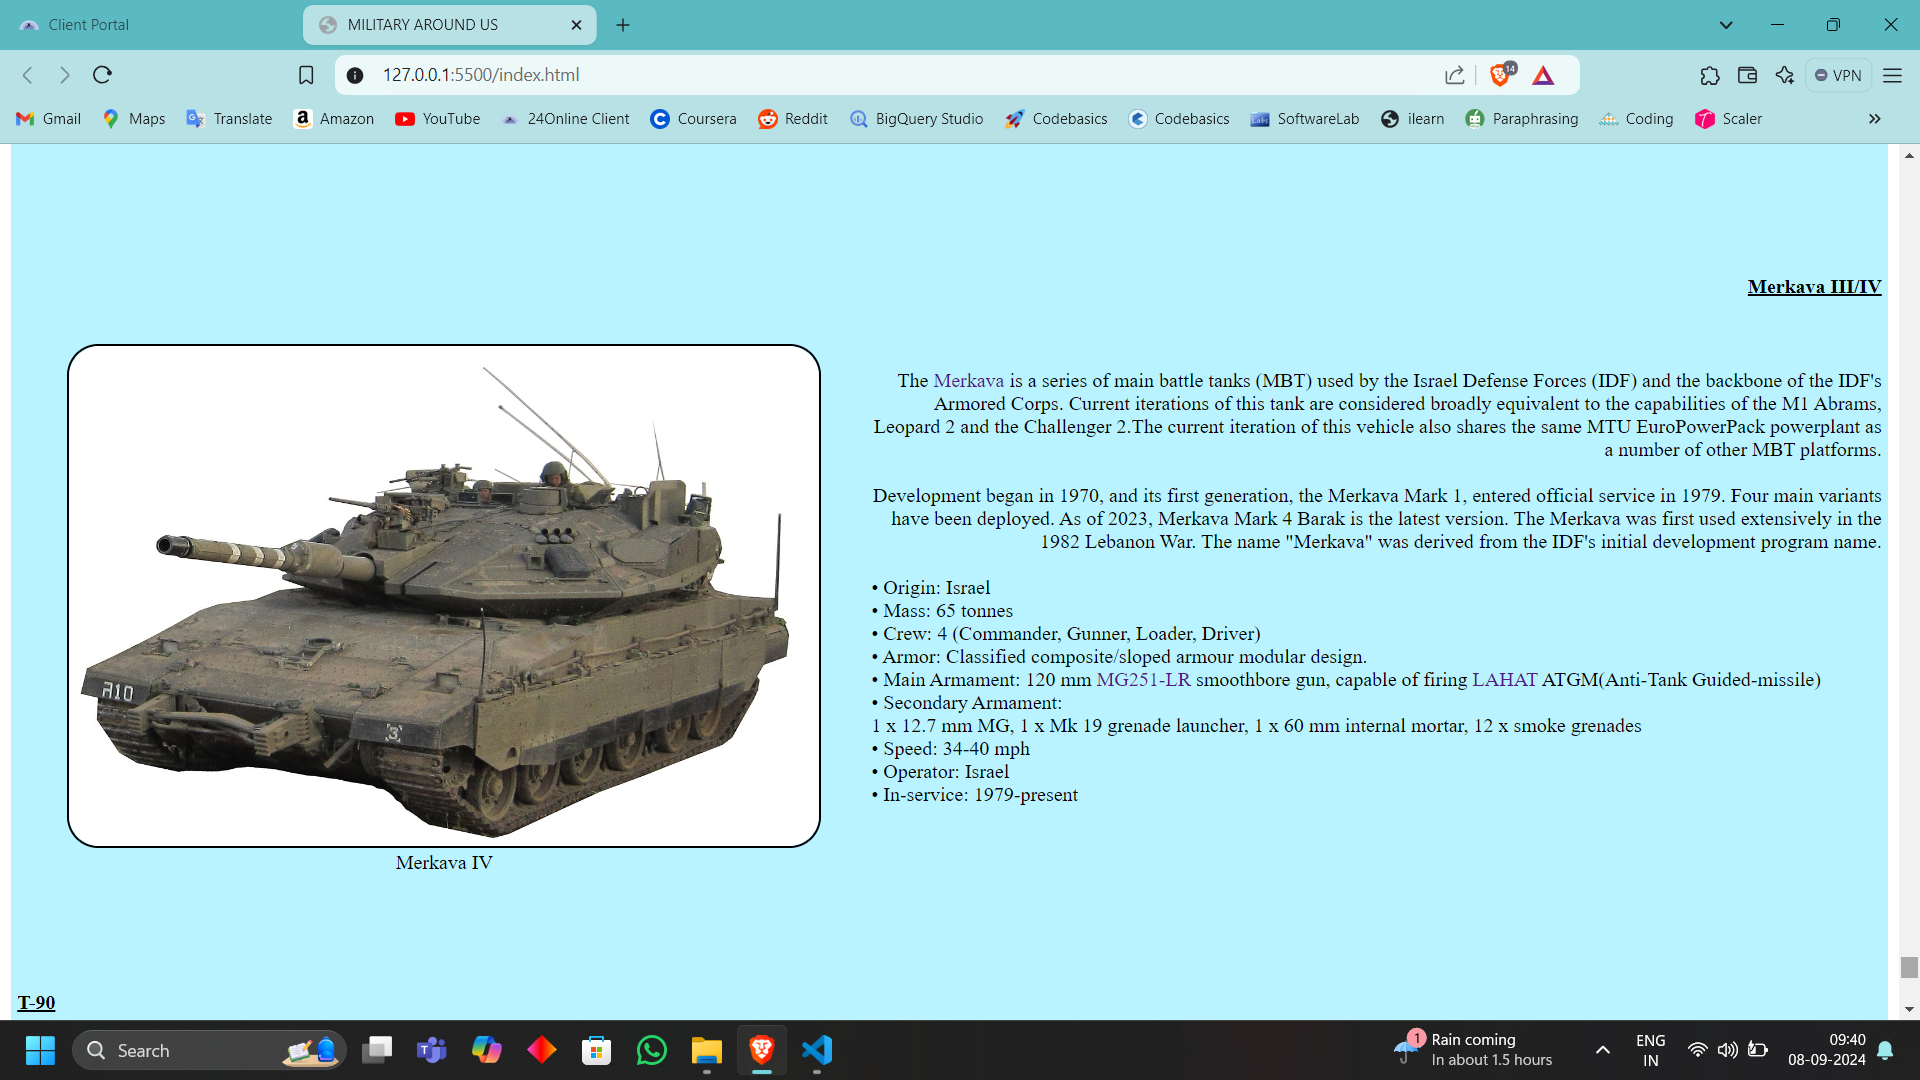 Client Portal
MILITARY AROUND US
127.0.0.1:5500/index.html
14
VPN
Gmail
Maps
Translate
Amazon
YouTube
24Online Client
Coursera
Reddit
BigQuery Studio
Codebasics
Codebasics
SoftwareLab
ilearn
Paraphrasing
Coding
Scaler
Merkava III/IV
The Merkava is a series of main battle tanks (MBT) used by the Israel Defense Forces (IDF) and the backbone of the IDF's
Armored Corps. Current iterations of this tank are considered broadly equivalent to the capabilities of the M1 Abrams,
Leopard 2 and the Challenger 2.The current iteration of this vehicle also shares the same MTU EuroPowerPack powerplant as
a number of other MBT platforms.
Development began in 1970, and its first generation, the Merkava Mark 1, entered official service in 1979. Four main variants
have been deployed. As of 2023, Merkava Mark 4 Barak is the latest version. The Merkava was first used extensively in the
1982 Lebanon War. The name "Merkava" was derived from the IDF's initial development program name.
• Origin: Israel
• Mass: 65 tonnes
• Crew: 4 (Commander, Gunner, Loader, Driver)
• Armor: Classified composite/sloped armour modular design.
• Main Armament: 120 mm MG251-LR smoothbore gun, capable of firing LAHAT ATGM(Anti-Tank Guided-missile)
• Secondary Armament:
1 x 12.7 mm MG, 1 x Mk 19 grenade launcher, 1 x 60 mm internal mortar, 12 x smoke grenades
• Speed: 34-40 mph
• Operator: Israel
• In-service: 1979-present
Merkava IV
T-90
Search
1
Rain coming
In about 1.5 hours
ENG
IN
09:40
08-09-2024